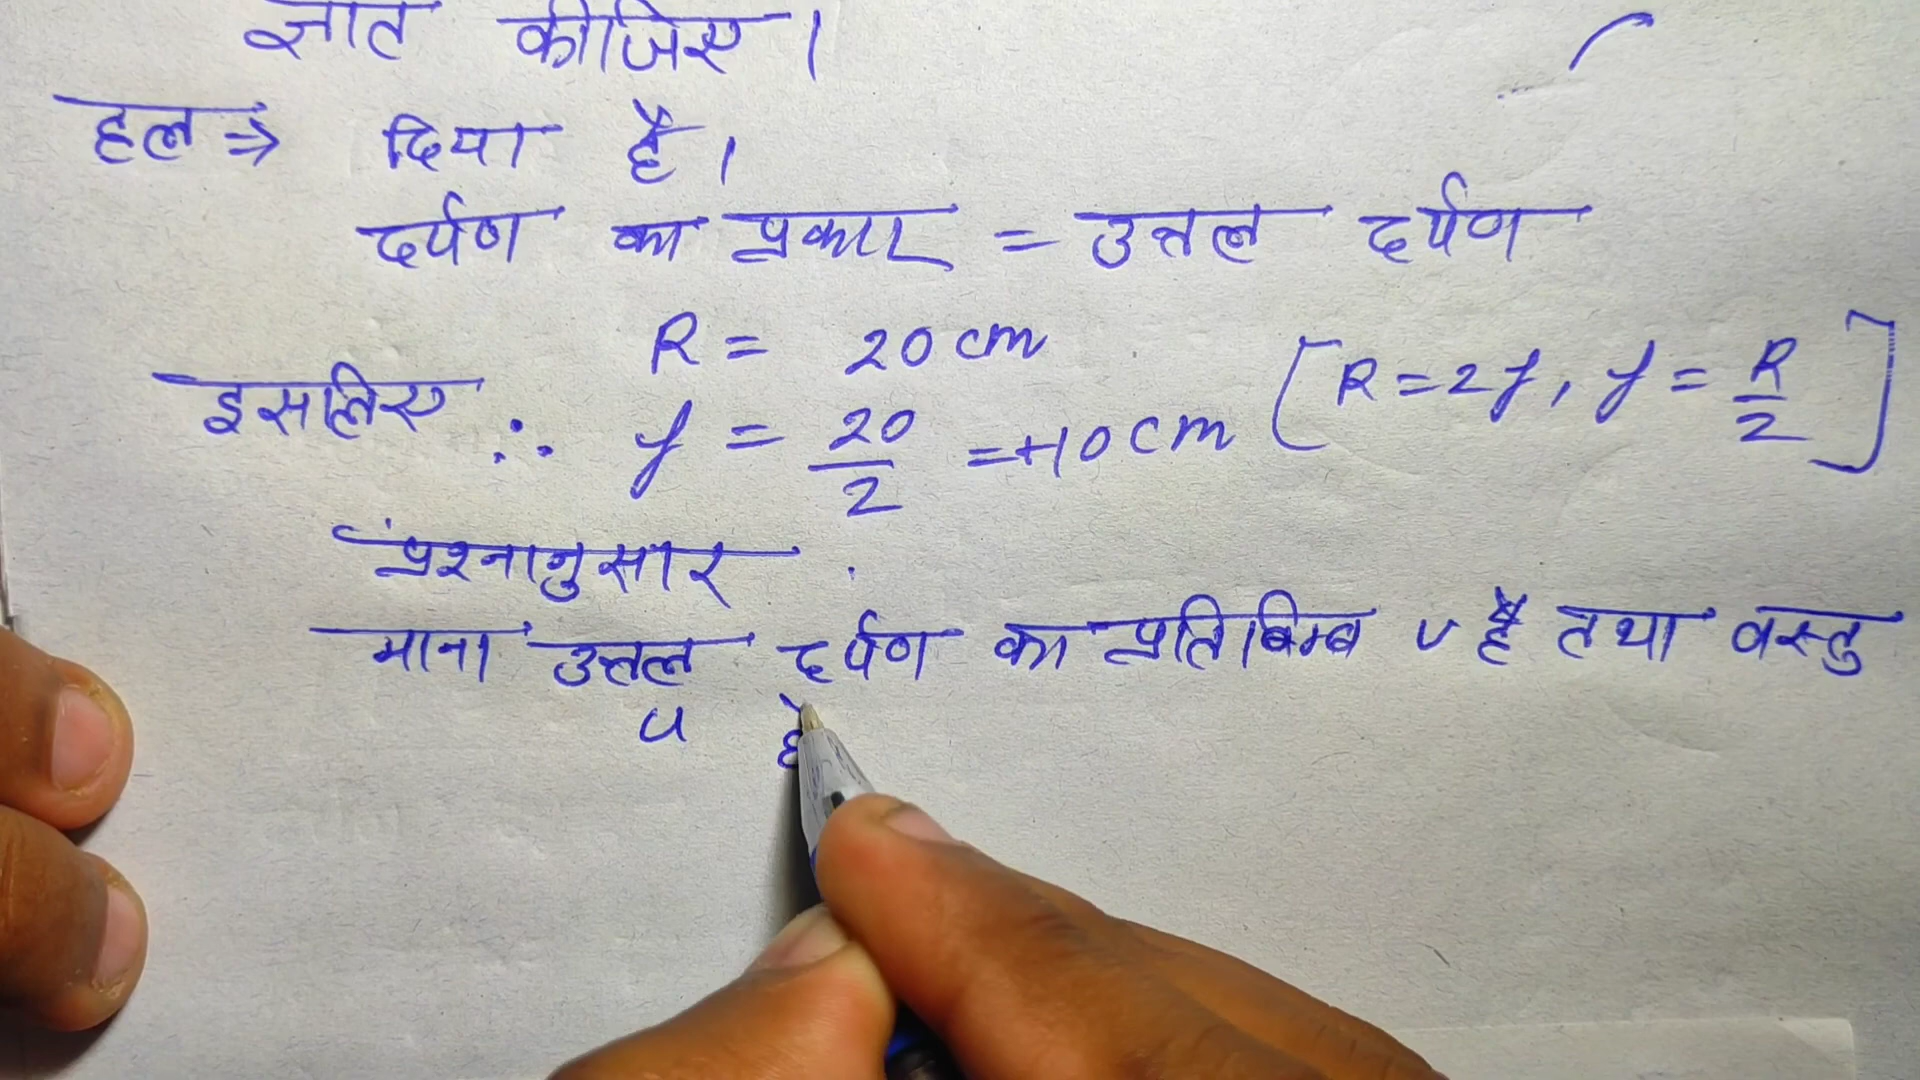 ज्ञात कीजिए।
हल⇒ दिया है।
दर्पण का प्रकार = उत्तल दर्पण
R = 20 cm
इसलिए ∴ f = 20/2 = +10 cm [R = 2f, f = R/2]
प्रश्नानुसार
माना उत्तल दर्पण का प्रतिबिम्ब v है तथा वस्तु
u है